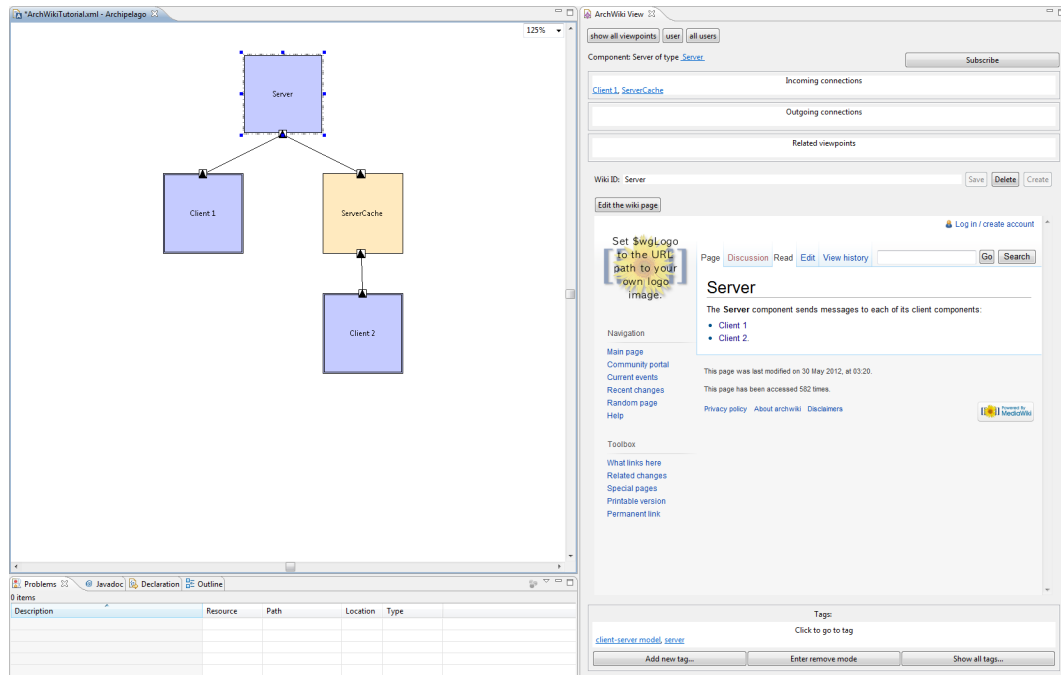 *ArchWikiTutorial.xml - Archipelago
125%
Server
Client 1
ServerCache
Client 2
Problems
Javadoc
Declaration
Outline
0 items
Description
Resource
Path
Location
Type
ArchWiki View
show all viewpoints
user
all users
Component: Server of type Server
Subscribe
Incoming connections
Client 1, ServerCache
Outgoing connections
Related viewpoints
Wiki ID: Server
Save
Delete
Create
Edit the wiki page
Log in / create account
Set $wgLogo
to the URL
path to your
own logo
image.
Page
Discussion
Read
Edit
View history
Go
Search
Server
The Server component sends messages to each of its client components:
• Client 1
• Client 2.
Navigation
Main page
Community portal
Current events
Recent changes
Random page
Help
This page was last modified on 30 May 2012, at 03:20.
This page has been accessed 582 times.
Privacy policy
About archwiki
Disclaimers
Powered By
MediaWiki
Toolbox
What links here
Related changes
Special pages
Printable version
Permanent link
Tags:
Click to go to tag
client-server model, server
Add new tag...
Enter remove mode
Show all tags...